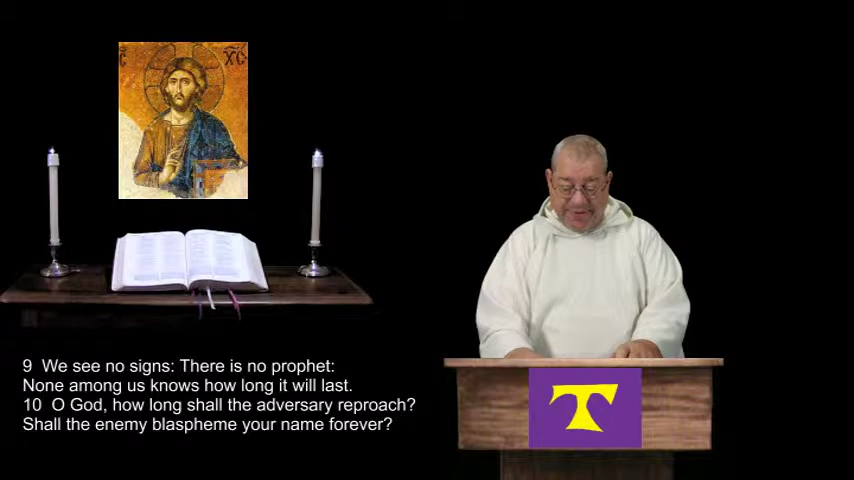 XC
9 We see no signs: There is no prophet:
None among us knows how long it will last.
10 O God, how long shall the adversary reproach?
Shall the enemy blaspheme your name forever?
T